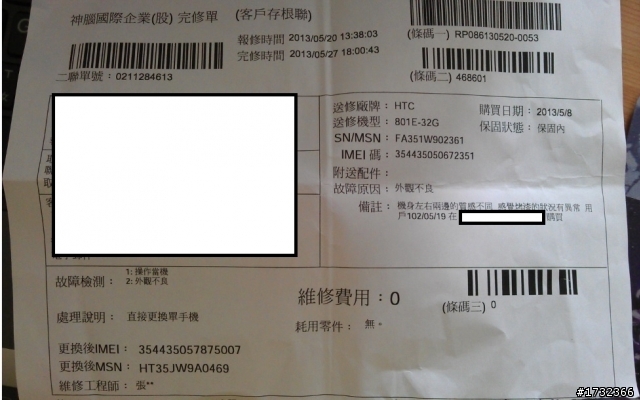 神腦國際企業(股) 完修單 (客戶存根聯)
報修時間 2013/05/20 13:38:03
完修時間 2013/05/27 18:00:43
(條碼一) RP086130520-0053
二聯單號： 0211284613
(條碼二) 468601
送修廠牌： HTC
購買日期： 2013/5/8
送修機型： 801E-32G
保固狀態： 保固內
SN/MSN： FA351W902361
IMEI 碼： 354435050672351
附送配件：
故障原因： 外觀不良
備註： 機身左右兩邊的質感不同 感覺烤漆的狀況有異常 用
戶102/05/19 在 購買
故障檢測： 1: 操作當機
2: 外觀不良
維修費用：0
(條碼三) 0
處理說明： 直接更換單手機
耗用零件： 無。
更換後IMEI： 354435057875007
更換後MSN： HT35JW9A0469
維修工程師： 張**
#1732366